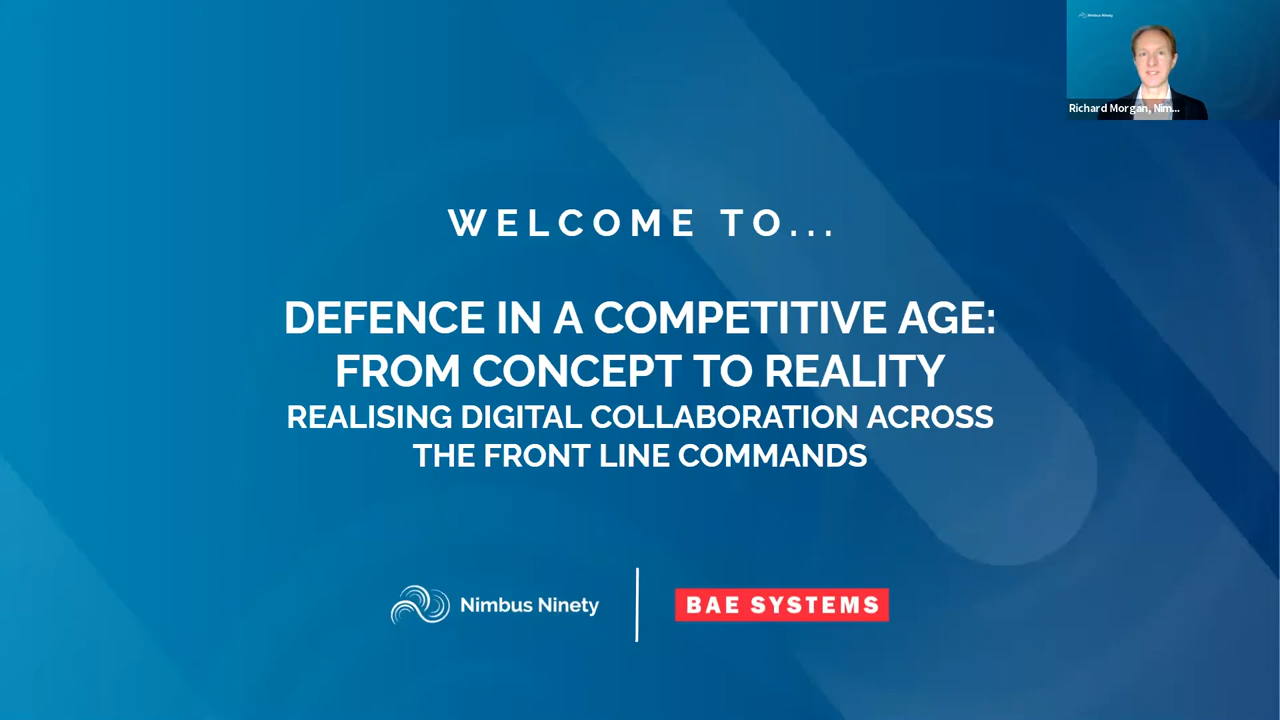 Nimbus Ninety
Richard Morgan, Nim...
WELCOME TO...
DEFENCE IN A COMPETITIVE AGE:
FROM CONCEPT TO REALITY
REALISING DIGITAL COLLABORATION ACROSS
THE FRONT LINE COMMANDS
Nimbus Ninety
BAE SYSTEMS